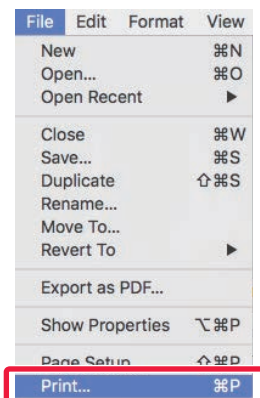 File Edit Format View
New ⌘N
Open... ⌘O
Open Recent ▶
Close ⌘W
Save... ⌘S
Duplicate ⇧⌘S
Rename...
Move To...
Revert To ▶
Export as PDF...
Show Properties ⌥⌘P
Page Setup ⇧⌘P
Print... ⌘P